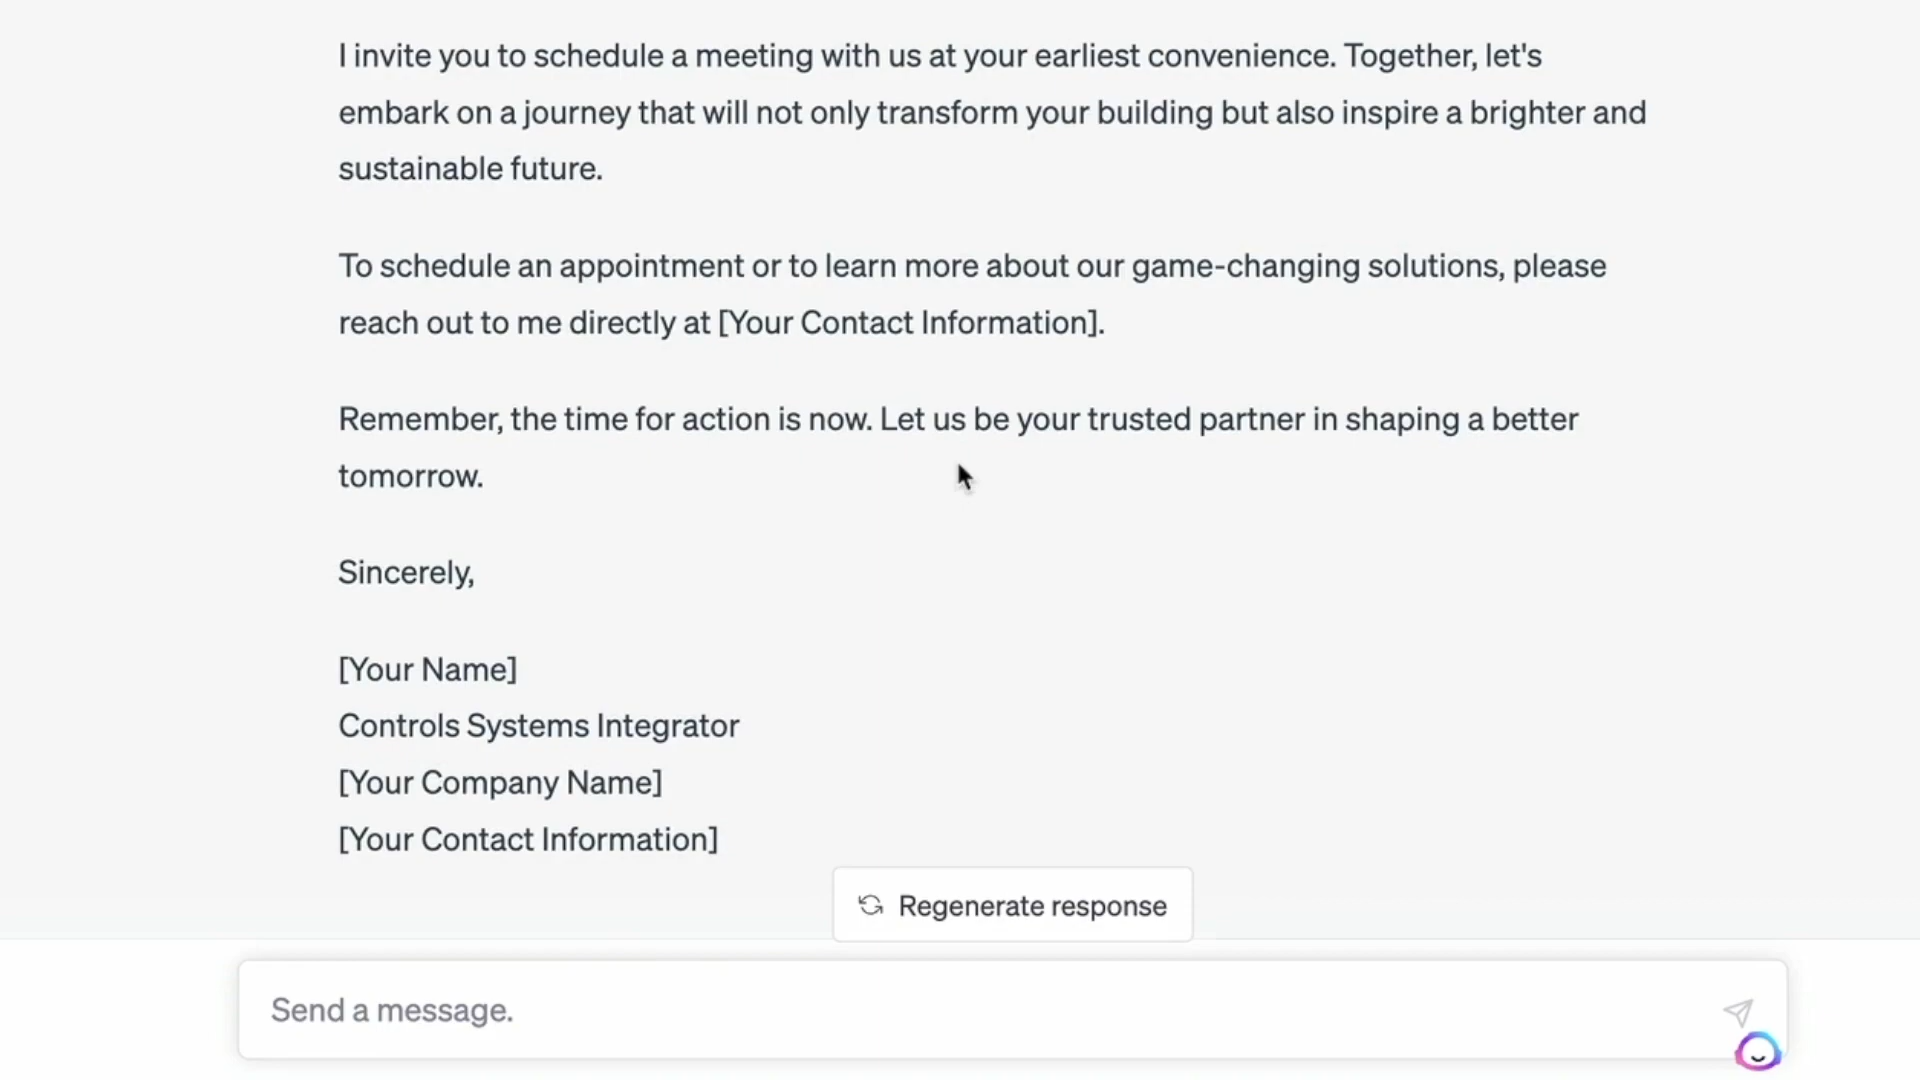 I invite you to schedule a meeting with us at your earliest convenience. Together, let's
embark on a journey that will not only transform your building but also inspire a brighter and
sustainable future.
To schedule an appointment or to learn more about our game-changing solutions, please
reach out to me directly at [Your Contact Information].
Remember, the time for action is now. Let us be your trusted partner in shaping a better
tomorrow.
Sincerely,
[Your Name]
Controls Systems Integrator
[Your Company Name]
[Your Contact Information]
Regenerate response
Send a message.